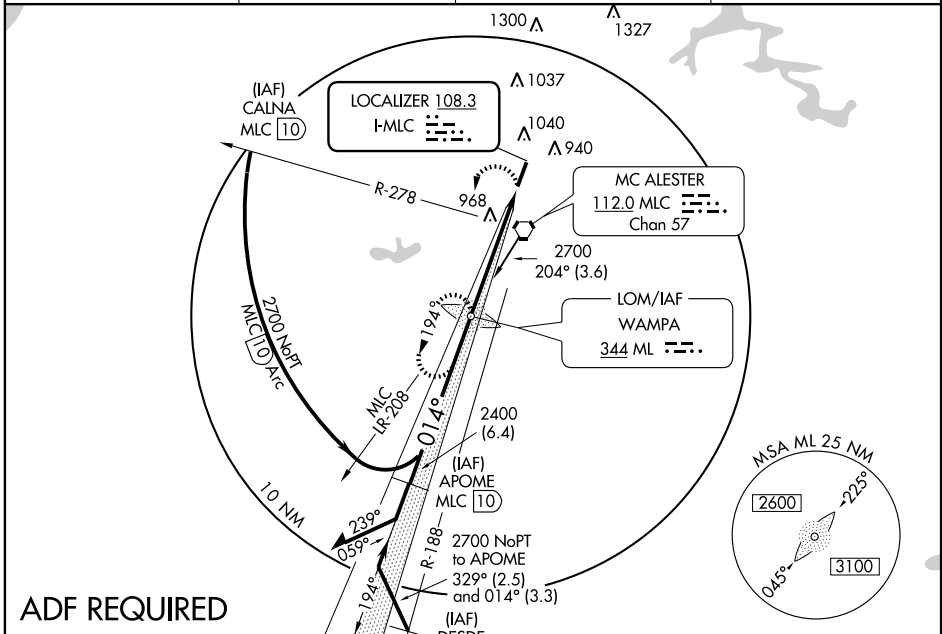 1300
1327
(IAF)
CALNA
MLC 10
LOCALIZER 108.3
I-MLC
1037
1040
940
R-278
968
MC ALESTER
112.0 MLC
Chan 57
2700
204° (3.6)
LOM/IAF
WAMPA
344 ML
2700 NoPT
MLC 10 Arc
194°
MLC
LR-208
014°
2400
(6.4)
(IAF)
APOME
MLC 10
10 NM
239°
059°
R-188
2700 NoPT
to APOME
329° (2.5)
and 014° (3.3)
194°
(IAF)
MSA ML 25 NM
2600
225°
045°
3100
ADF REQUIRED